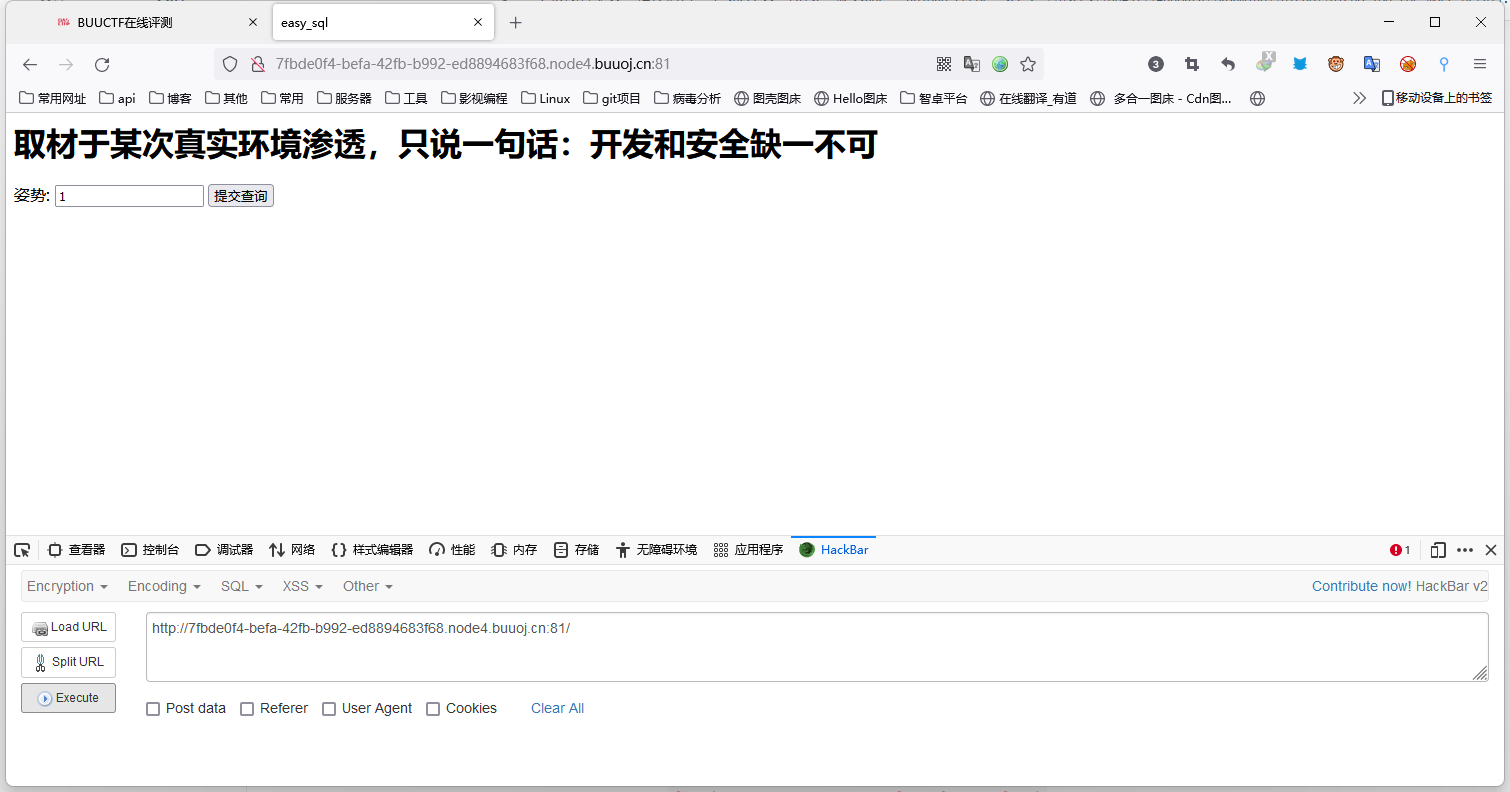 BUUCTF在线评测
easy_sql
7fbde0f4-befa-42fb-b992-ed8894683f68.node4.buuoj.cn:81
3
常用网址 api 博客 其他 常用 服务器 工具 影视编程 Linux git项目 病毒分析 图壳图床 Hello图床 智卓平台 在线翻译_有道 多合一图床 - Cdn图... 移动设备上的书签
取材于某次真实环境渗透，只说一句话：开发和安全缺一不可
姿势: 1 提交查询
查看器 控制台 调试器 网络 样式编辑器 性能 内存 存储 无障碍环境 应用程序 HackBar 1
Encryption Encoding SQL XSS Other Contribute now! HackBar v2
Load URL http://7fbde0f4-befa-42fb-b992-ed8894683f68.node4.buuoj.cn:81/
Split URL
Execute
Post data Referer User Agent Cookies Clear All